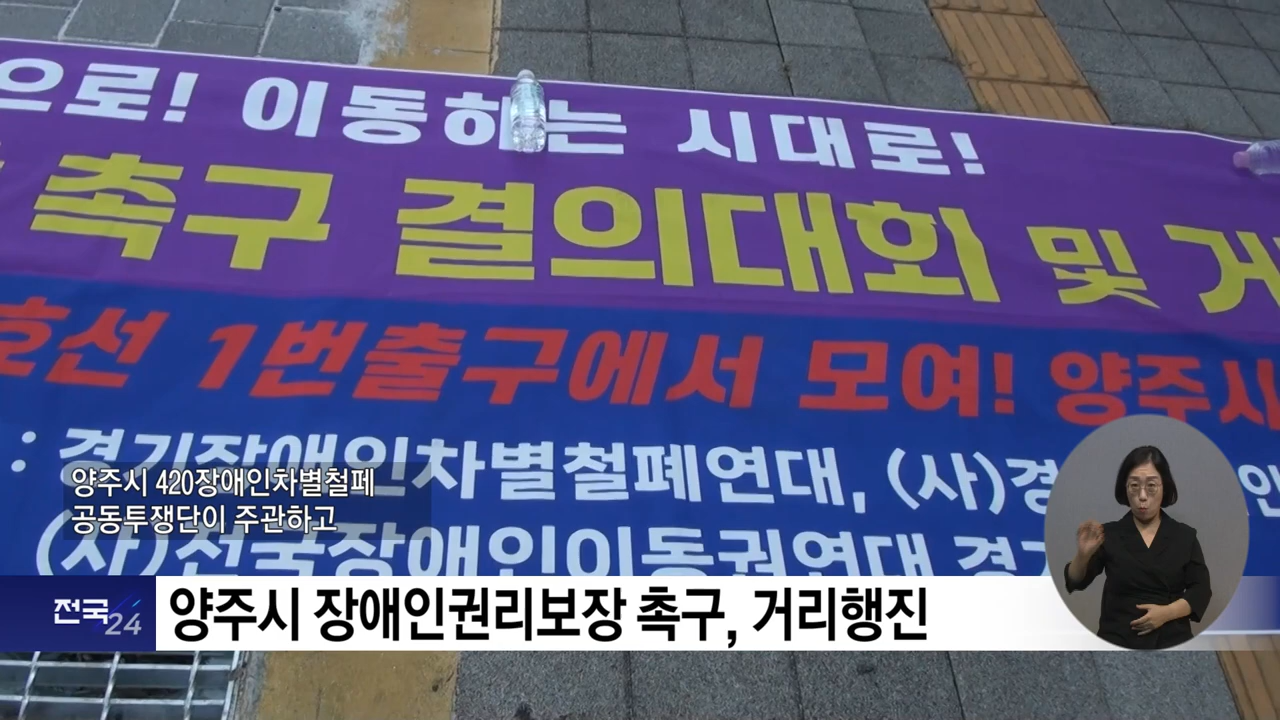 으로! 이동하는 시대로!
촉구 결의대회 및 거
호선 1번출구에서 모여! 양주시
: 경기장애인차별철폐연대, (사)경
(사)전국장애인이동권연대 경기
양주시 420장애인차별철폐
공동투쟁단이 주관하고
전국24
양주시 장애인권리보장 촉구, 거리행진